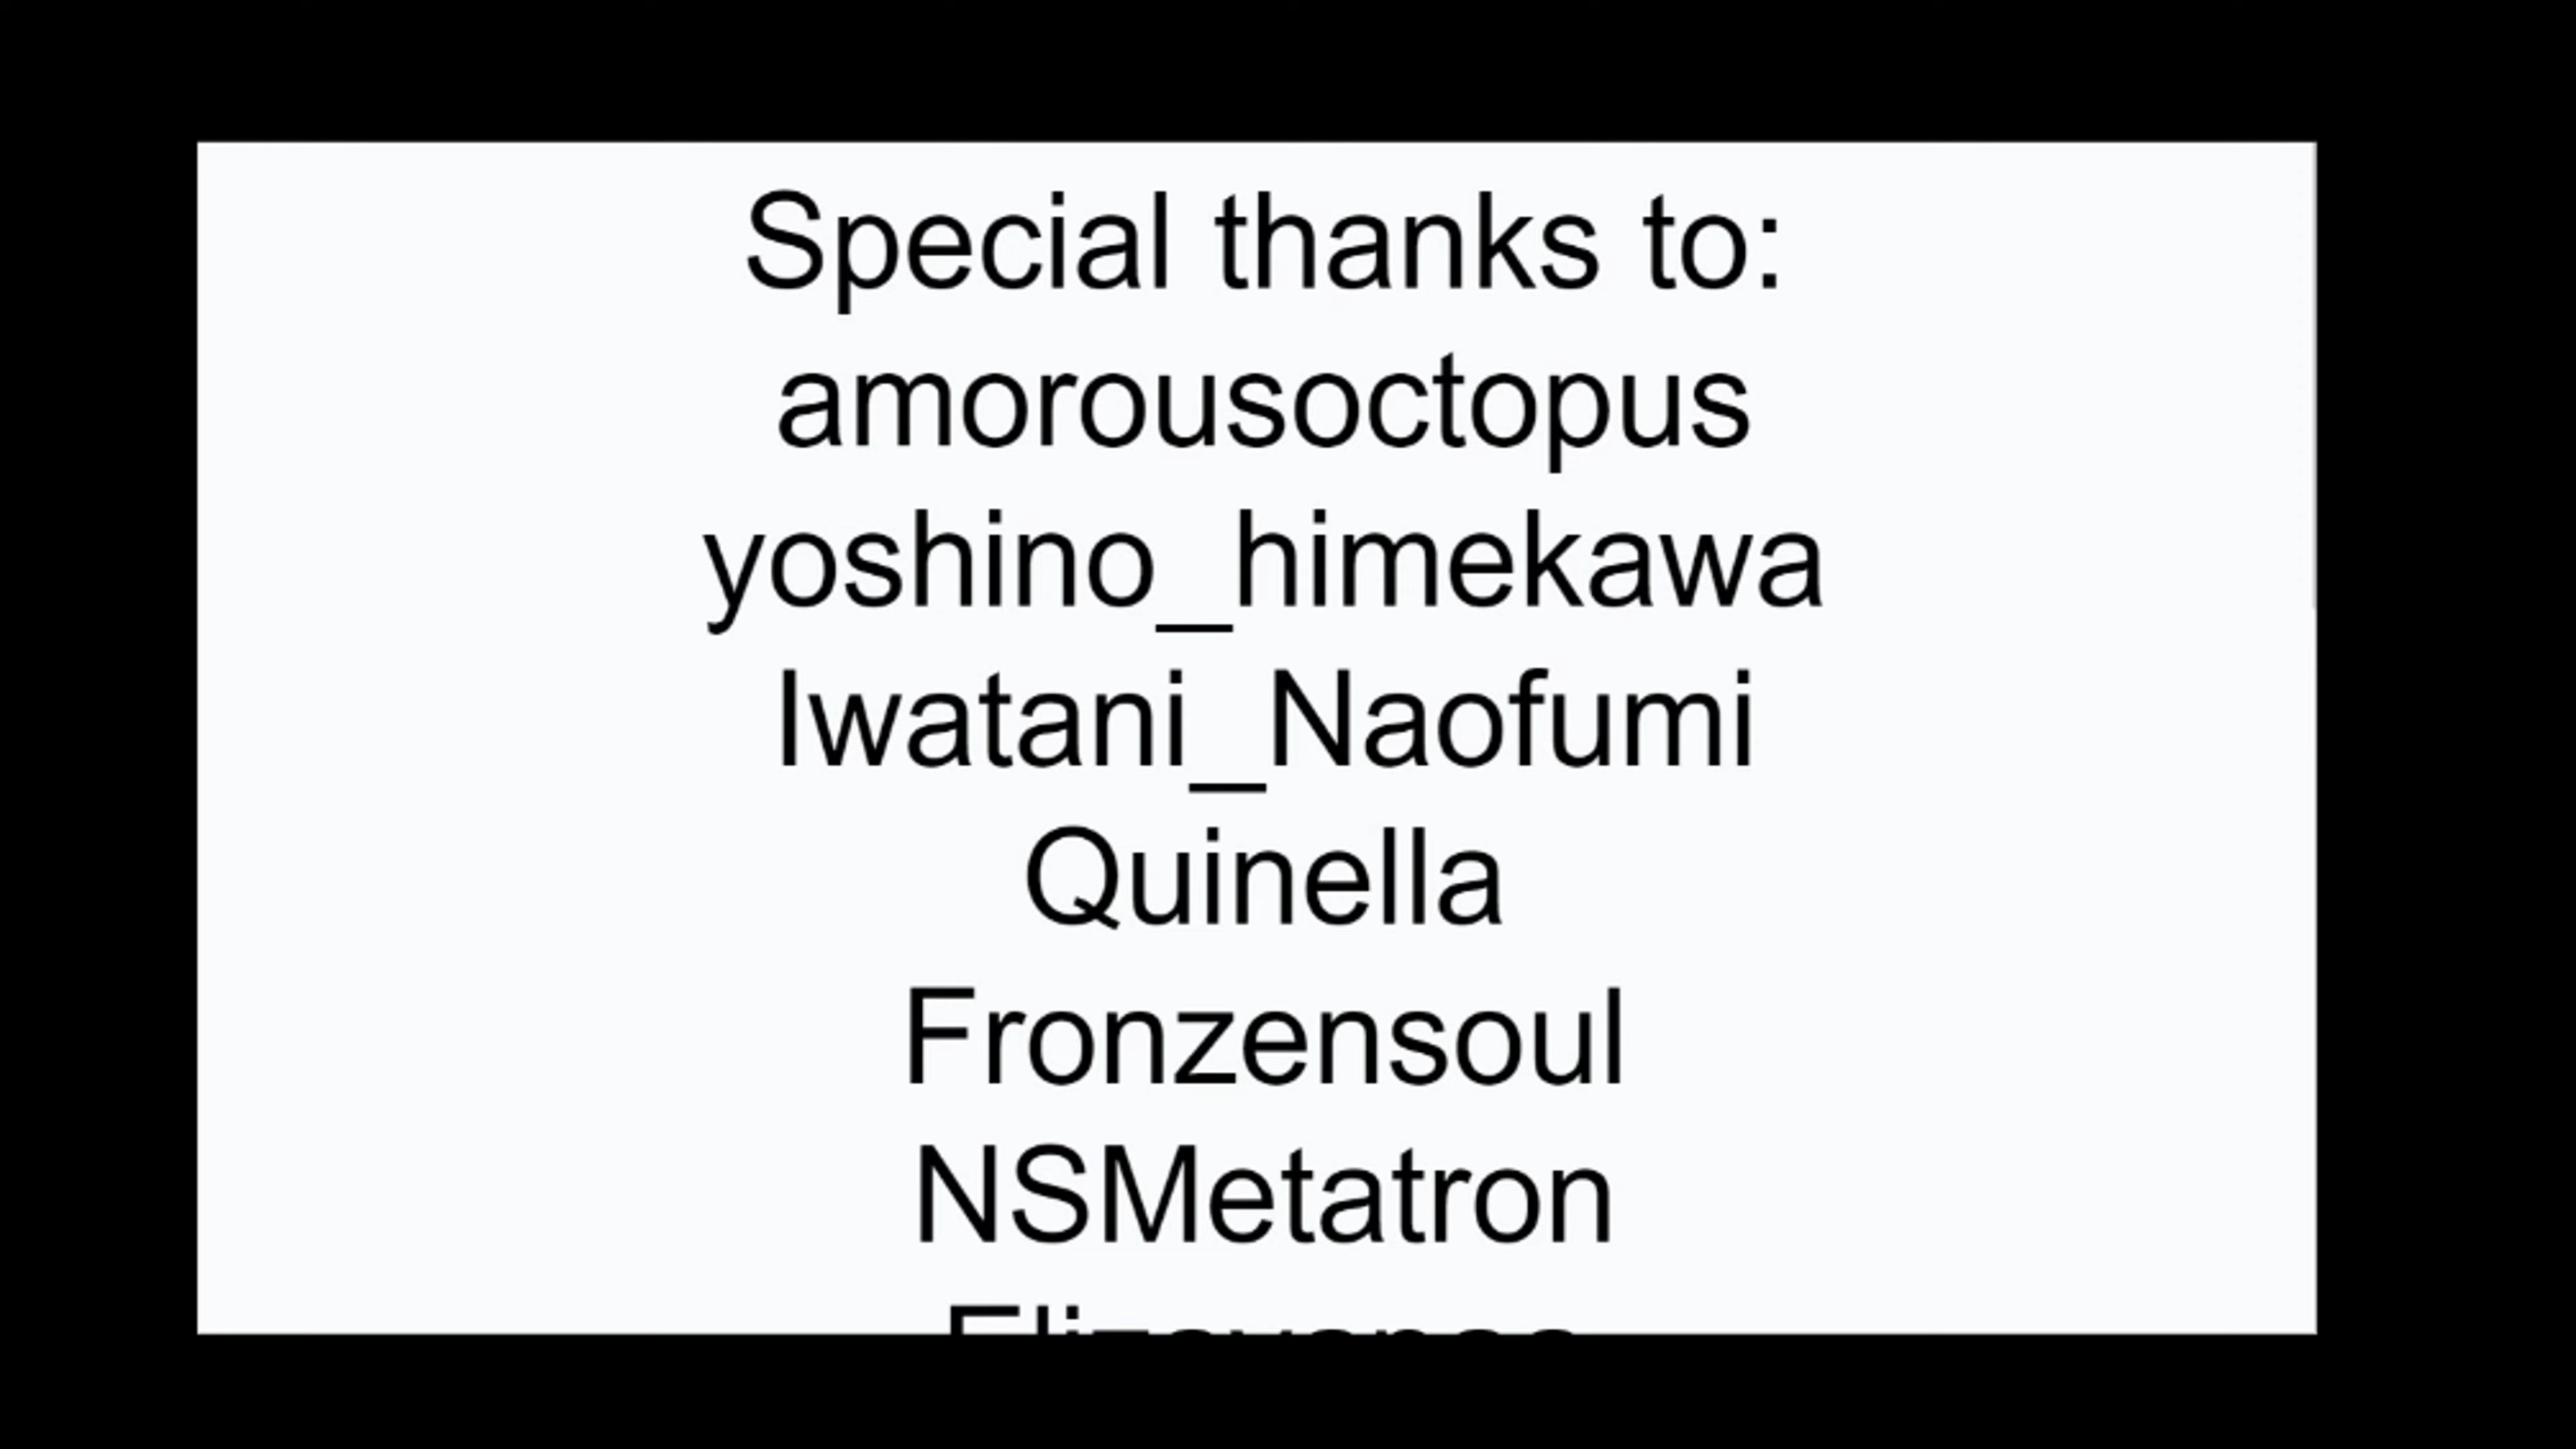 Special thanks to:
amorousoctopus
yoshino_himekawa
Iwatani_Naofumi
Quinella
Fronzensoul
NSMetatron